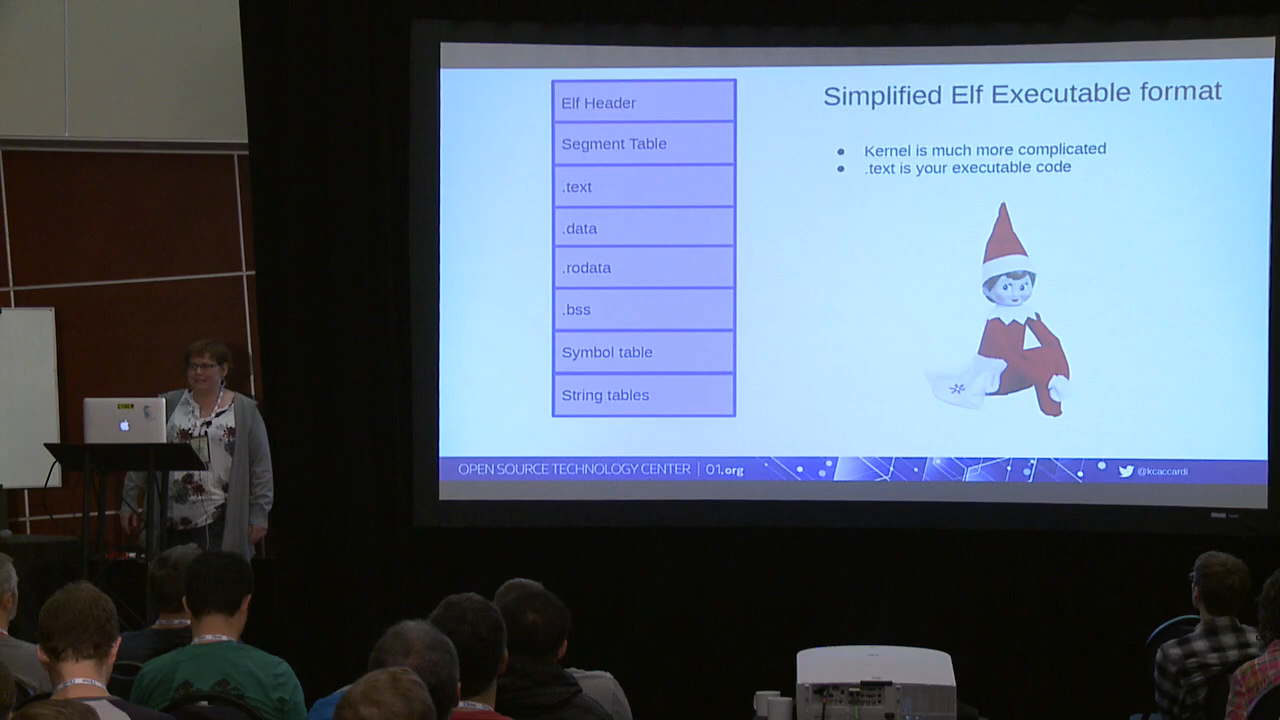 Elf Header
Segment Table
.text
.data
.rodata
.bss
Symbol table
String tables
Simplified Elf Executable format
Kernel is much more complicated
.text is your executable code
OPEN SOURCE TECHNOLOGY CENTER | 01.org
@kcaccardi